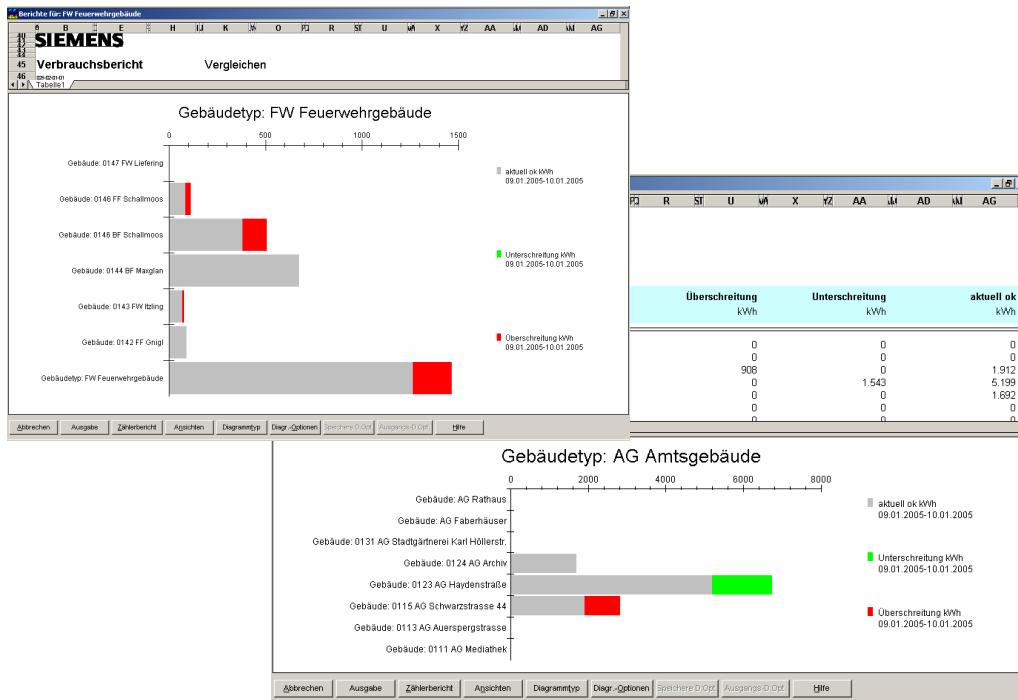 Berichte für: FW Feuerwehrgebäude
B E H K O R U X AA AD AG
SIEMENS
45 Verbrauchsbericht Vergleichen
46
Tabelle1
Gebäudetyp: FW Feuerwehrgebäude
0 500 1000 1500
Gebäude: 0147 FW Liefering
Gebäude: 0146 FF Schallmoos
Gebäude: 0146 BF Schallmoos
Gebäude: 0144 BF Maxglan
Gebäude: 0143 FW Itzling
Gebäude: 0142 FF Gnigl
Gebäudetyp: FW Feuerwehrgebäude
aktuell ok kWh
09.01.2005-10.01.2005
Unterschreitung kWh
09.01.2005-10.01.2005
Überschreitung kWh
09.01.2005-10.01.2005
Abbrechen Ausgabe Zählerbericht Ansichten Diagrammtyp Diagr.-Optionen Speichere D.Opt. Ausgangs-D.Opt. Hilfe
R U X AA AD AG
Überschreitung Unterschreitung aktuell ok
kWh kWh kWh
0 0 0
0 0 0
908 0 1.912
0 1.543 5.199
0 0 1.692
0 0 0
0 0 0
Gebäudetyp: AG Amtsgebäude
0 2000 4000 6000 8000
Gebäude: AG Rathaus
Gebäude: AG Faberhäuser
Gebäude: 0131 AG Stadtgärtnerei Karl Höllerstr.
Gebäude: 0124 AG Archiv
Gebäude: 0123 AG Haydenstraße
Gebäude: 0115 AG Schwarzstrasse 44
Gebäude: 0113 AG Auerspergstrasse
Gebäude: 0111 AG Mediathek
aktuell ok kWh
09.01.2005-10.01.2005
Unterschreitung kWh
09.01.2005-10.01.2005
Überschreitung kWh
09.01.2005-10.01.2005
Abbrechen Ausgabe Zählerbericht Ansichten Diagrammtyp Diagr.-Optionen Speichere D.Opt. Ausgangs-D.Opt. Hilfe